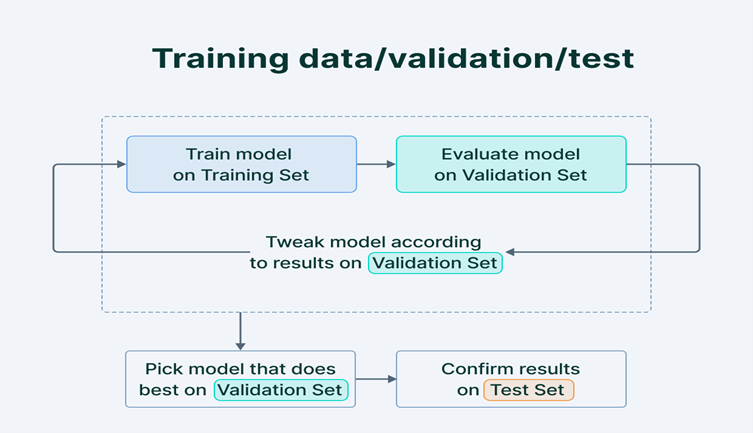 Training data/validation/test
Train model
on Training Set
Evaluate model
on Validation Set
Tweak model according
to results on Validation Set
Pick model that does
best on Validation Set
Confirm results
on Test Set